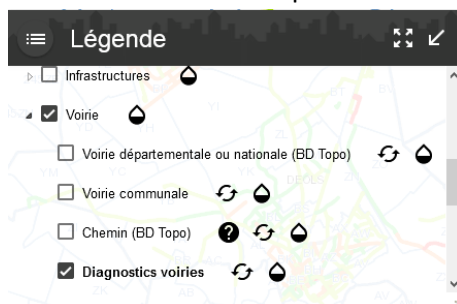 Légende
Infrastructures
Voirie
Voirie départementale ou nationale (BD Topo)
Voirie communale
Chemin (BD Topo)
Diagnostics voiries